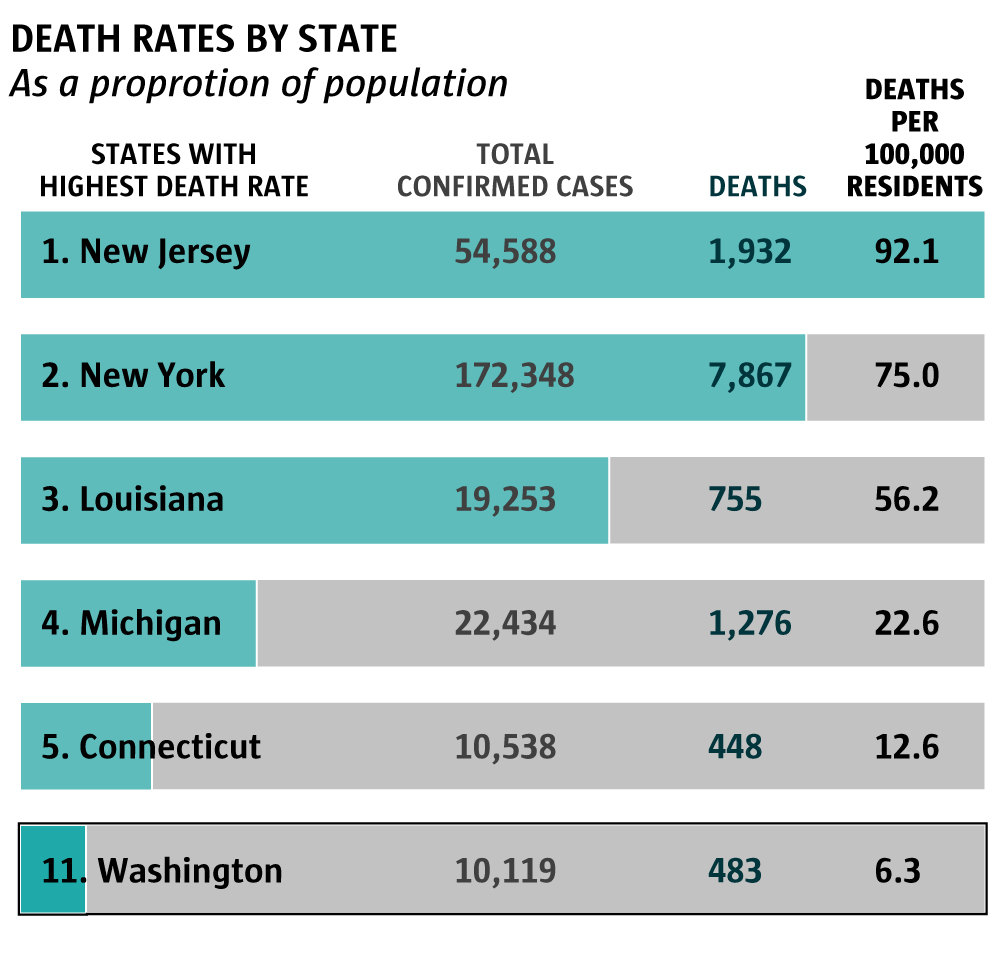 DEATH RATES BY STATE
As a proprotion of population
STATES WITH
HIGHEST DEATH RATE
TOTAL
CONFIRMED CASES
DEATHS
DEATHS
PER
100,000
RESIDENTS
1. New Jersey 54,588 1,932 92.1
2. New York 172,348 7,867 75.0
3. Louisiana 19,253 755 56.2
4. Michigan 22,434 1,276 22.6
5. Connecticut 10,538 448 12.6
11. Washington 10,119 483 6.3